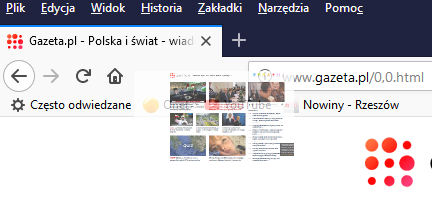 Plik Edycja Widok Historia Zakładki Narzędzia Pomoc
Gazeta.pl - Polska i świat - wiad
www.gazeta.pl/0,0.html
Często odwiedzane YouTube Nowiny - Rzeszów